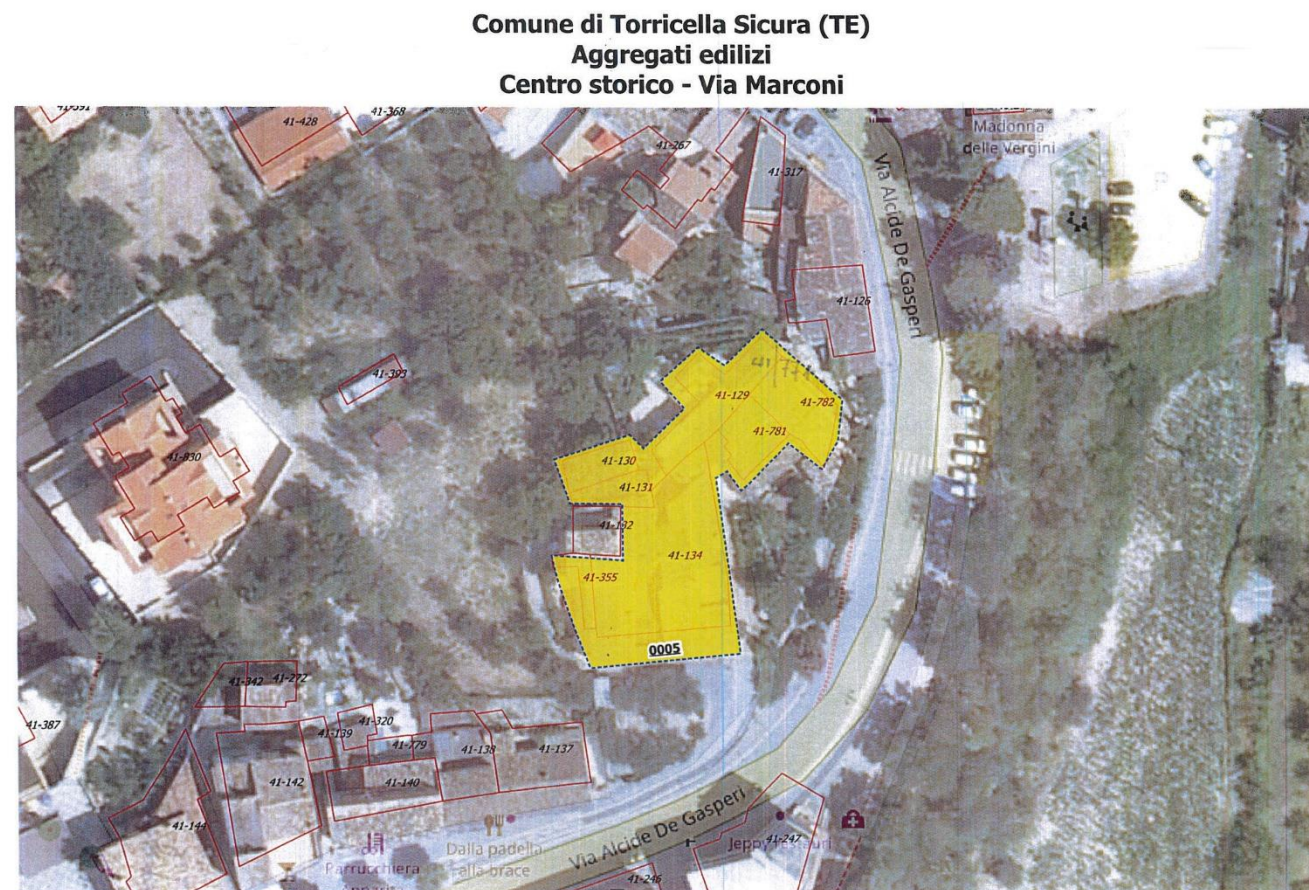 Comune di Torricella Sicura (TE)
Aggregati edilizi
Centro storico - Via Marconi
41-391
41-368
41-428
41-267
41-317
Madonna
delle Vergini
P
Via Alcide De Gasperi
41-126
41-393
41-129
41-782
41-781
41-830
41-130
41-131
41-132
41-134
41-355
0005
41-342
41-272
41-387
41-320
41-139
41-779
41-138
41-137
41-142
41-140
41-144
Dalla padella
alla brace
Parrucchiera
Via Alcide De Gasperi
41-247
41-246